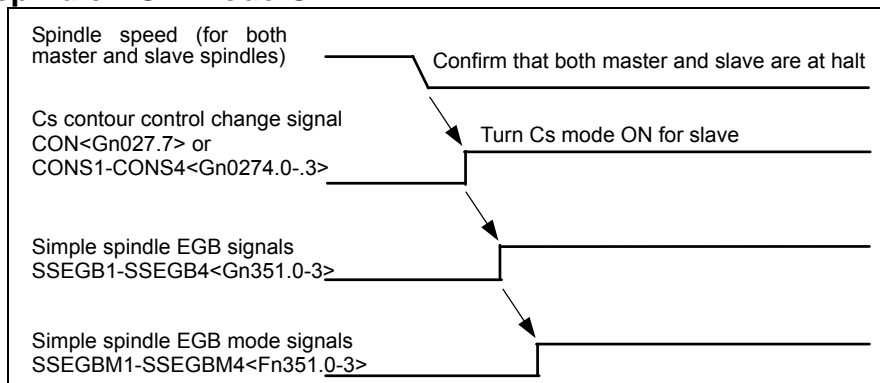 Spindle speed (for both
master and slave spindles)
Confirm that both master and slave are at halt
Cs contour control change signal
CON<Gn027.7> or
CONS1-CONS4<Gn0274.0-.3>
Turn Cs mode ON for slave
Simple spindle EGB signals
SSEGB1-SSEGB4<Gn351.0-3>
Simple spindle EGB mode signals
SSEGBM1-SSEGBM4<Fn351.0-3>